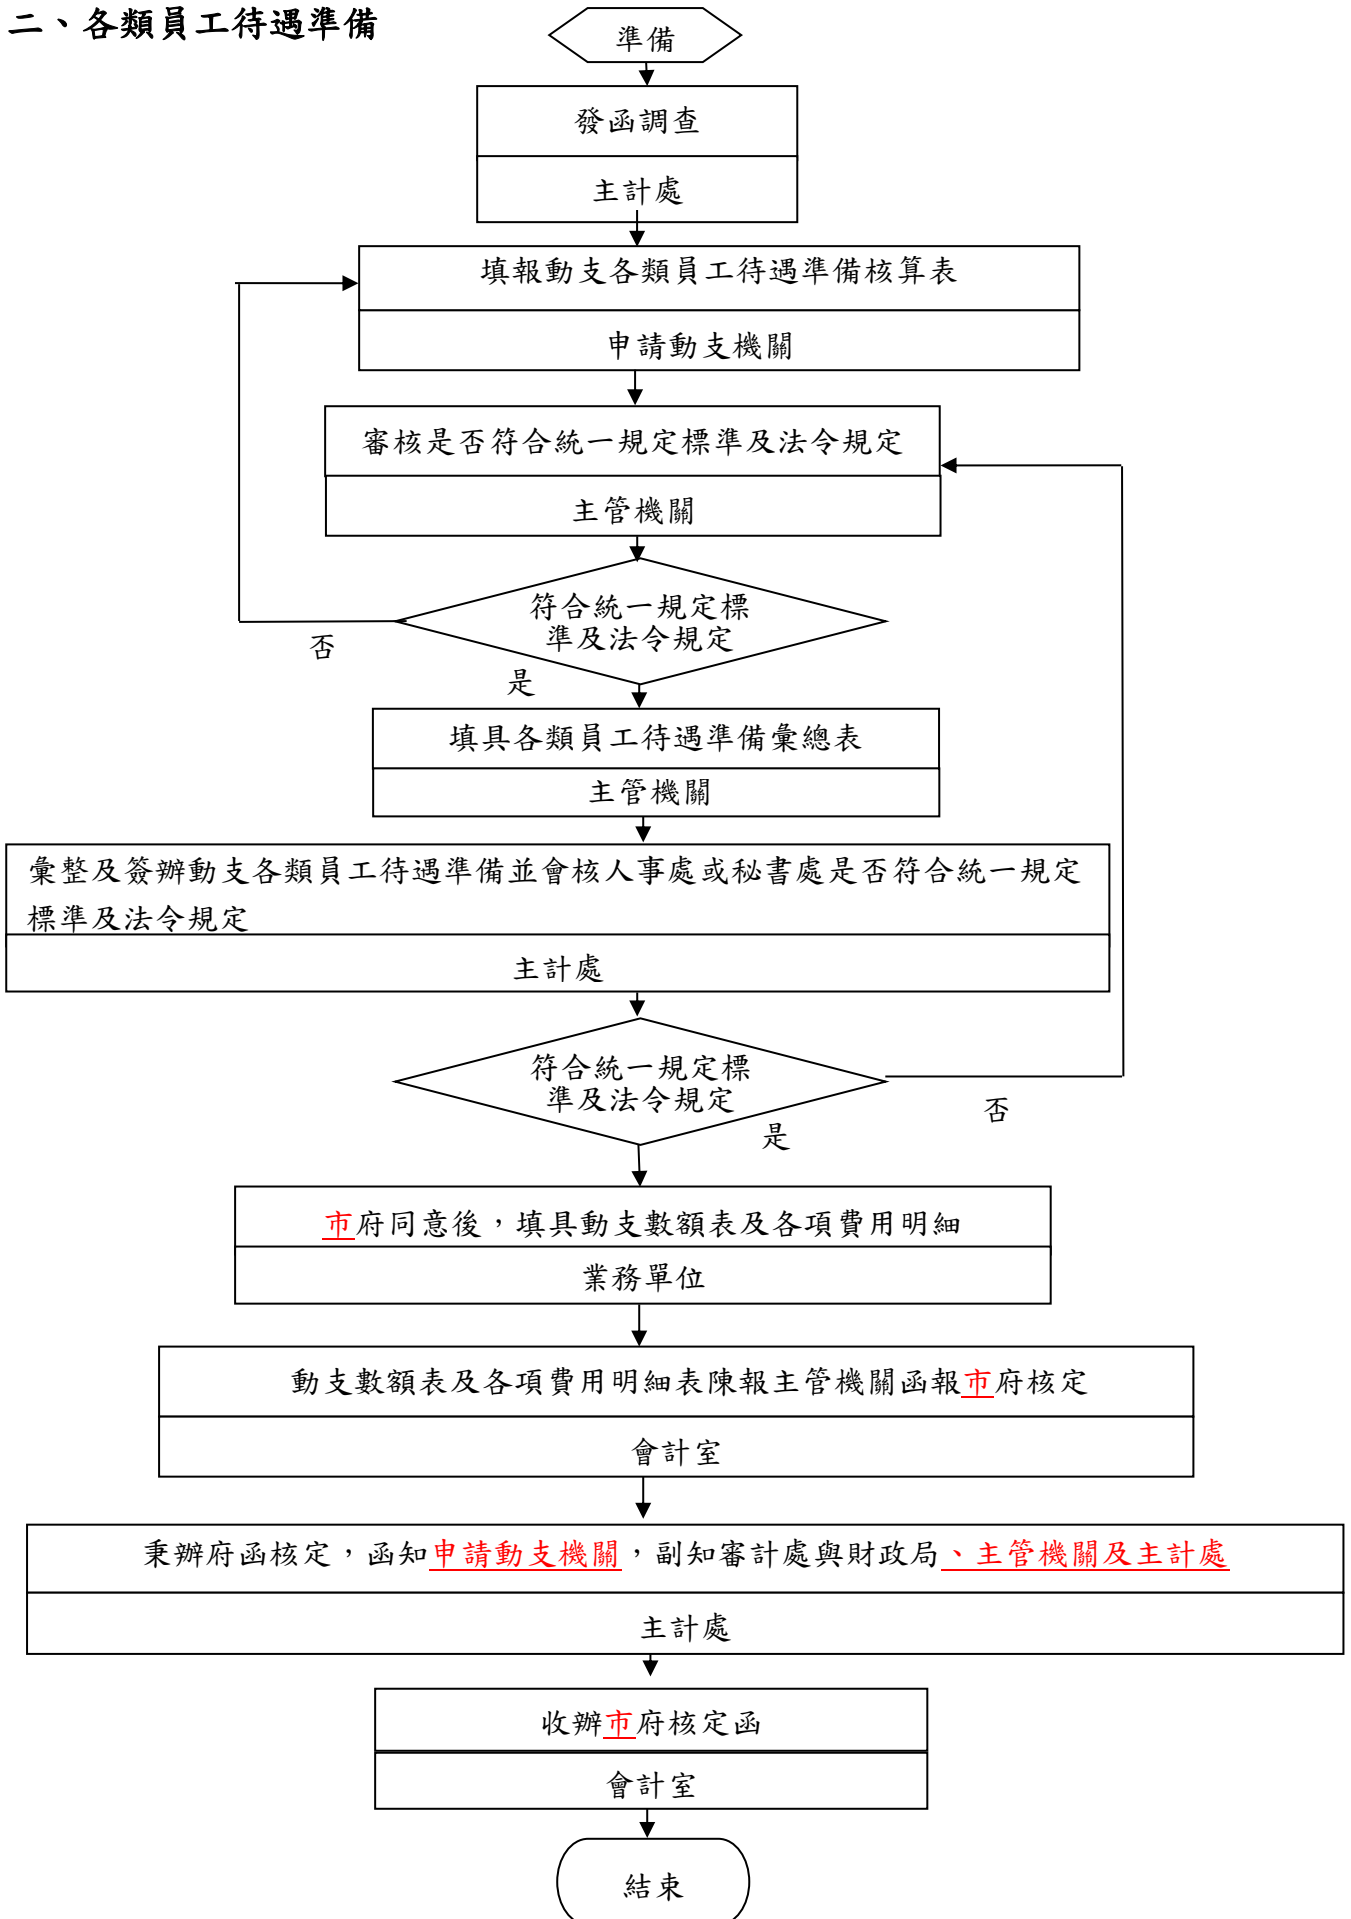 二、各類員工待遇準備
準備
發函調查
主計處
填報動支各類員工待遇準備核算表
申請動支機關
審核是否符合統一規定標準及法令規定
主管機關
符合統一規定標
準及法令規定
否
是
填具各類員工待遇準備彙總表
主管機關
彙整及簽辦動支各類員工待遇準備並會核人事處或秘書處是否符合統一規定
標準及法令規定
主計處
符合統一規定標
準及法令規定
否
是
市府同意後，填具動支數額表及各項費用明細
業務單位
動支數額表及各項費用明細表陳報主管機關函報市府核定
會計室
秉辦府函核定，函知申請動支機關，副知審計處與財政局、主管機關及主計處
主計處
收辦市府核定函
會計室
結束